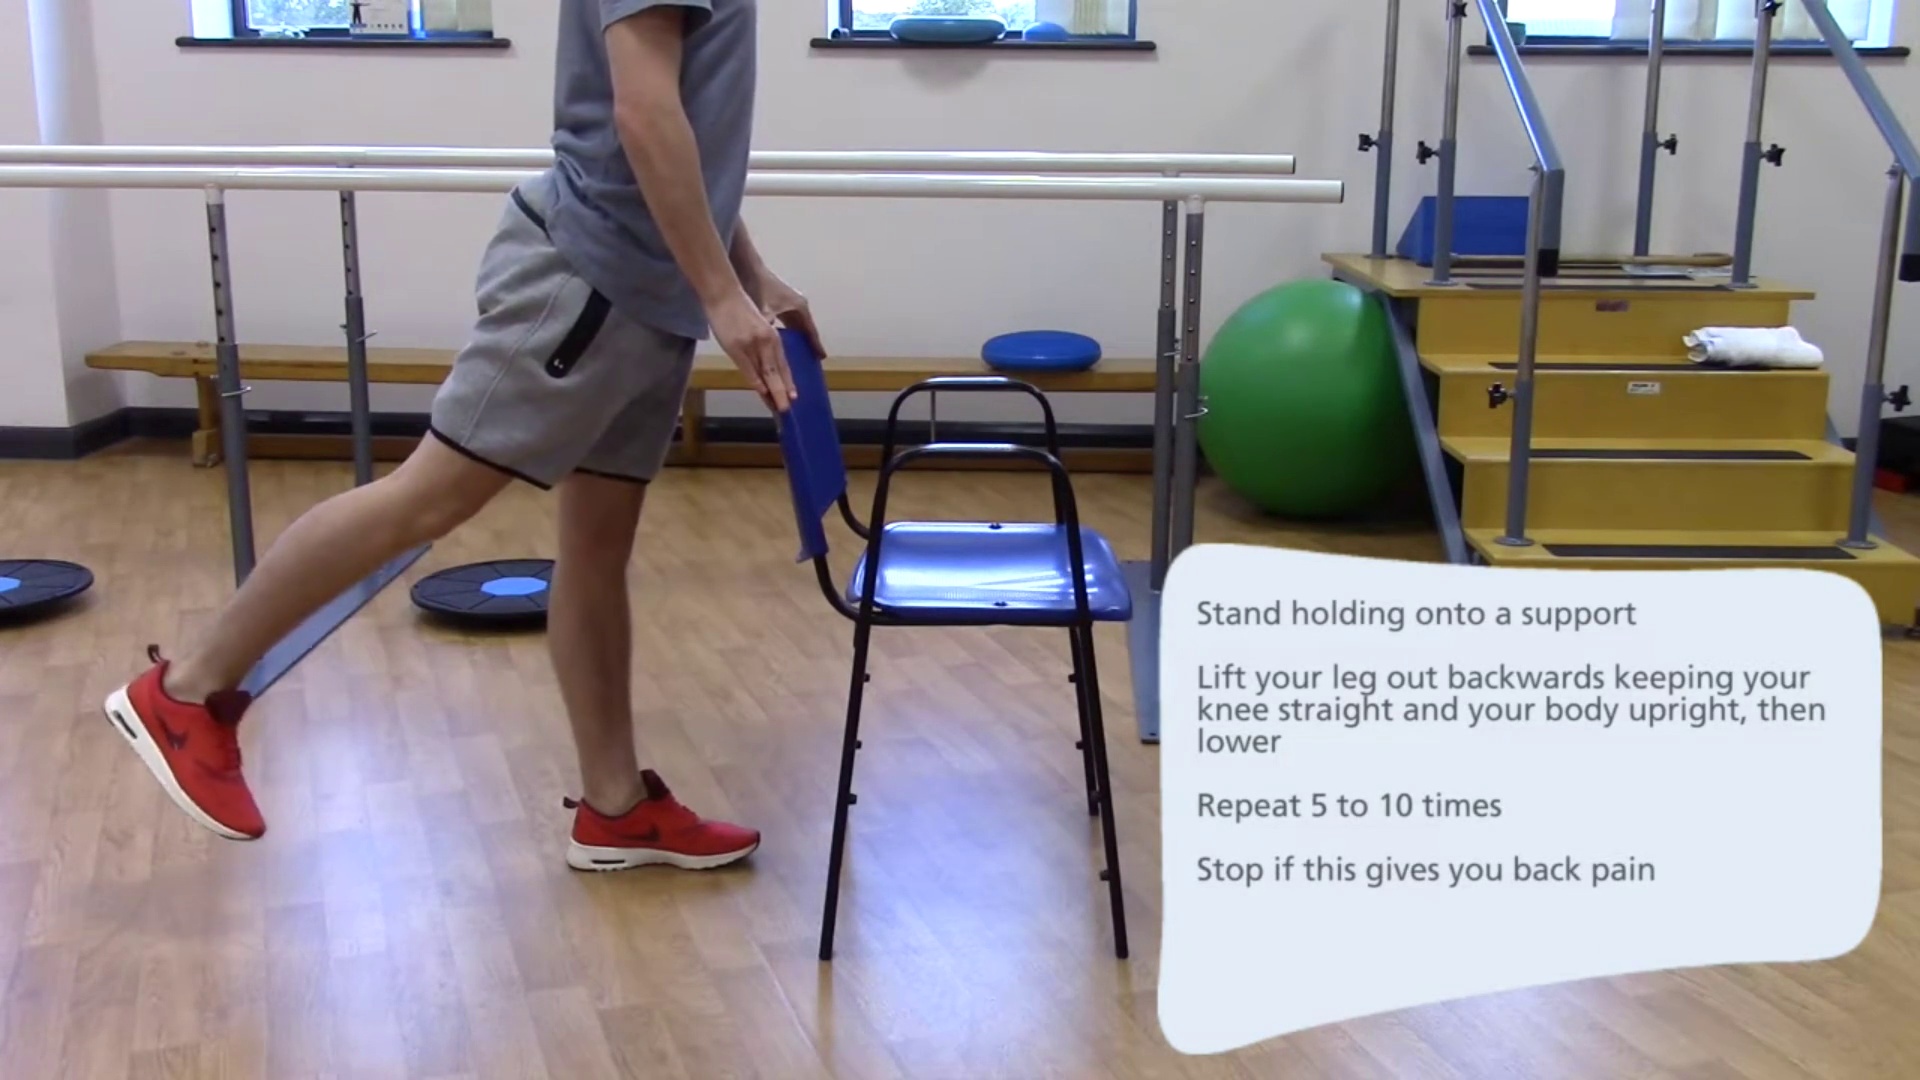 Stand holding onto a support
Lift your leg out backwards keeping your
knee straight and your body upright, then
lower
Repeat 5 to 10 times
Stop if this gives you back pain